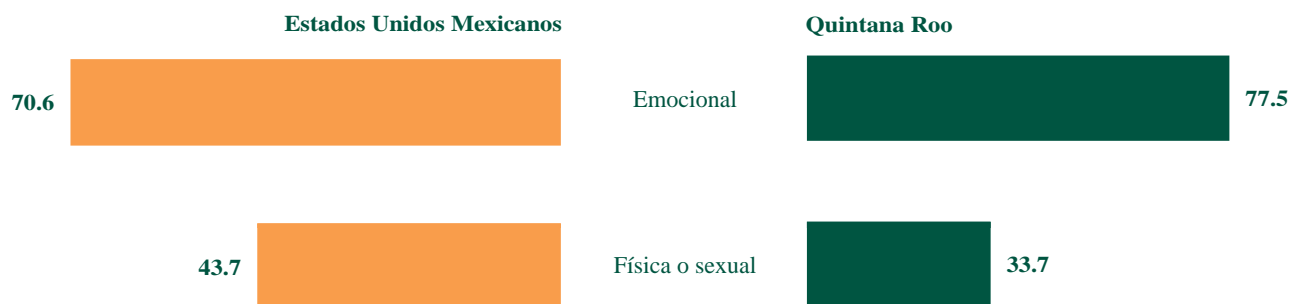 Estados Unidos Mexicanos
Quintana Roo
70.6
Emocional
77.5
43.7
Física o sexual
33.7